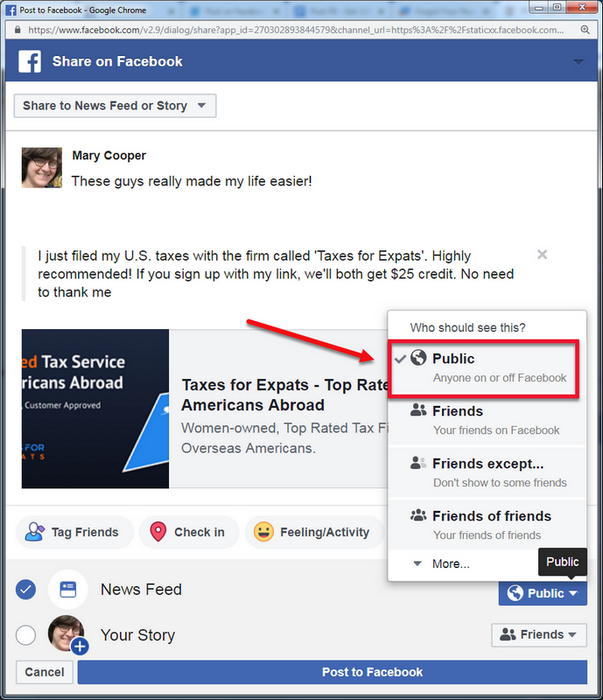 Post to Facebook - Google Chrome
https://www.facebook.com/v2.9/dialog/share?app_id=270302893844579&channel_url=https%3A%2F%2Fstaticxx.facebook.com...
Share on Facebook
Share to News Feed or Story
Mary Cooper
These guys really made my life easier!
I just filed my U.S. taxes with the firm called 'Taxes for Expats'. Highly
recommended! If you sign up with my link, we'll both get $25 credit. No need
to thank me
ed Tax Service
ricans Abroad
, Customer Approved
FOR
ATS
Taxes for Expats - Top Rate
Americans Abroad
Women-owned, Top Rated Tax Fi
Overseas Americans.
Who should see this?
Public
Anyone on or off Facebook
Friends
Your friends on Facebook
Friends except...
Don't show to some friends
Friends of friends
Your friends of friends
More...
Public
Tag Friends
Check in
Feeling/Activity
News Feed
Public
Your Story
Friends
Cancel
Post to Facebook